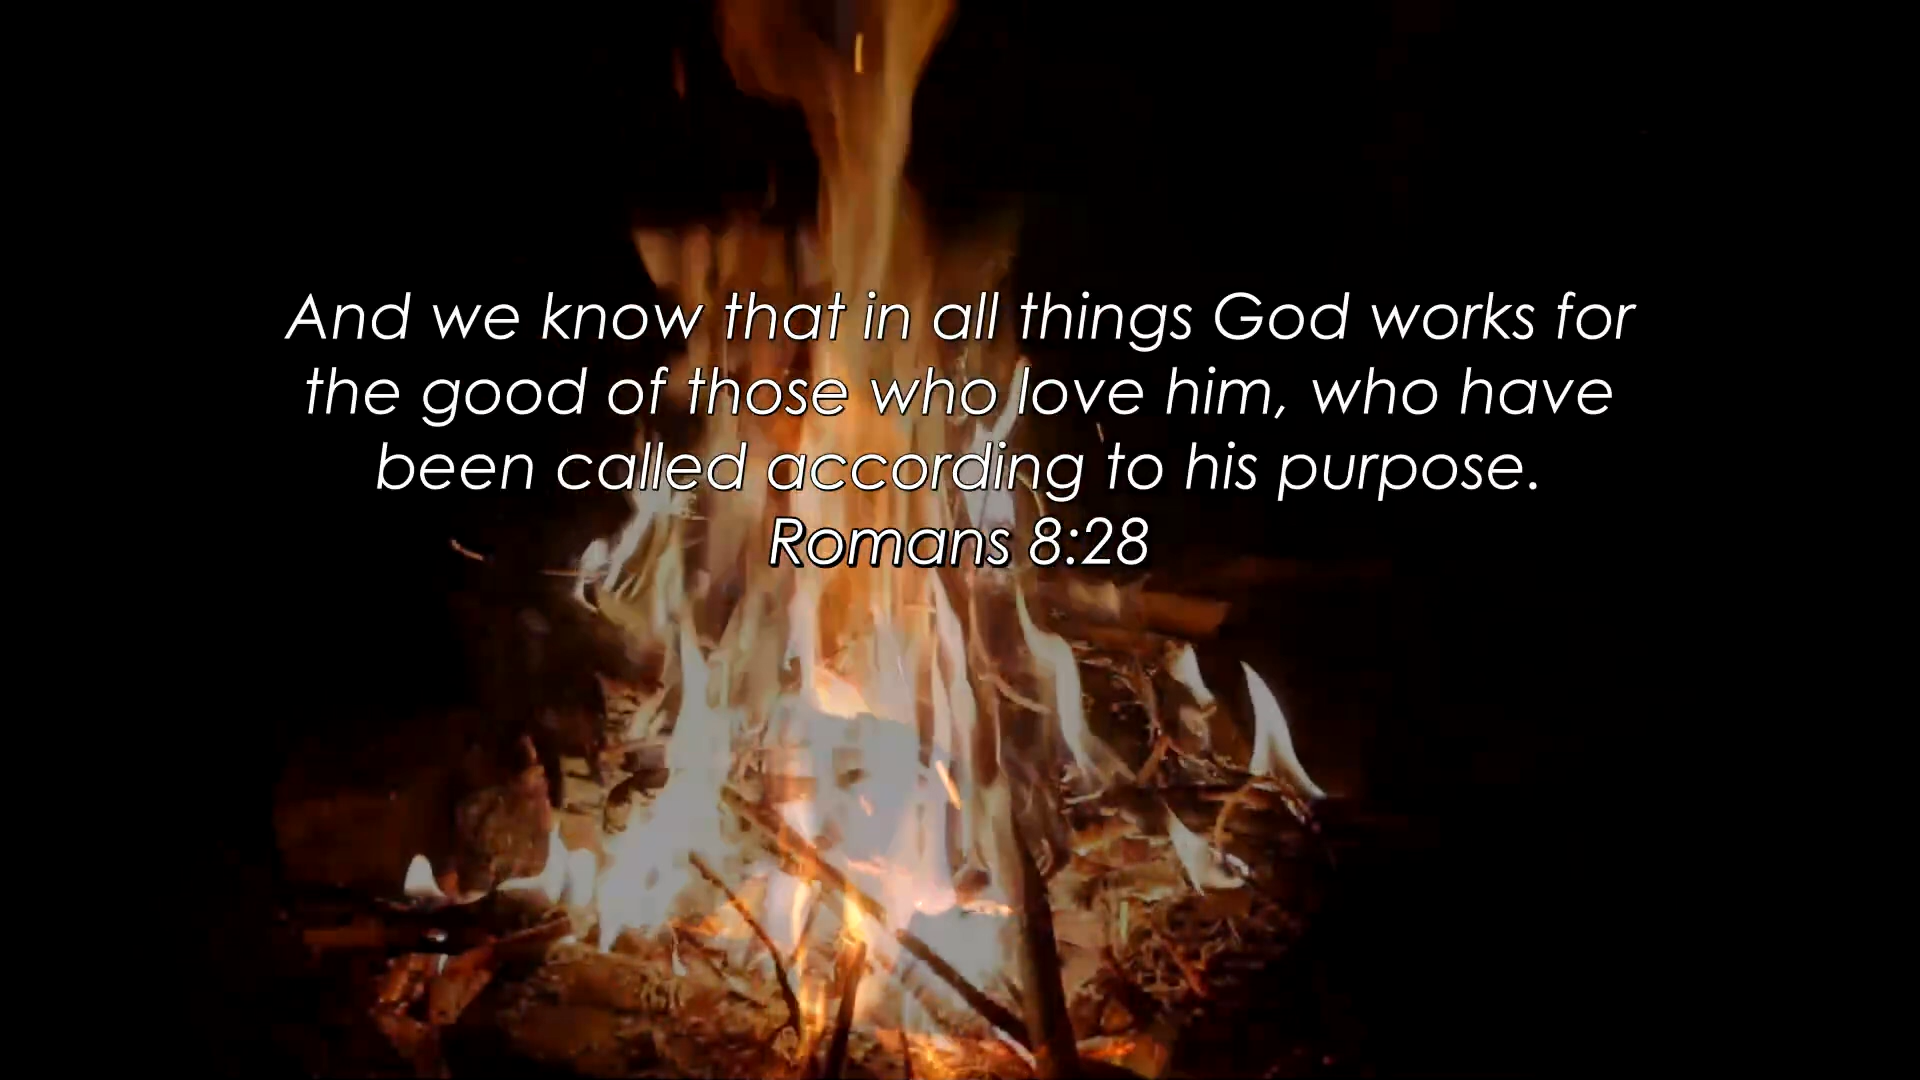 And we know that in all things God works for
the good of those who love him, who have
been called according to his purpose.
Romans 8:28